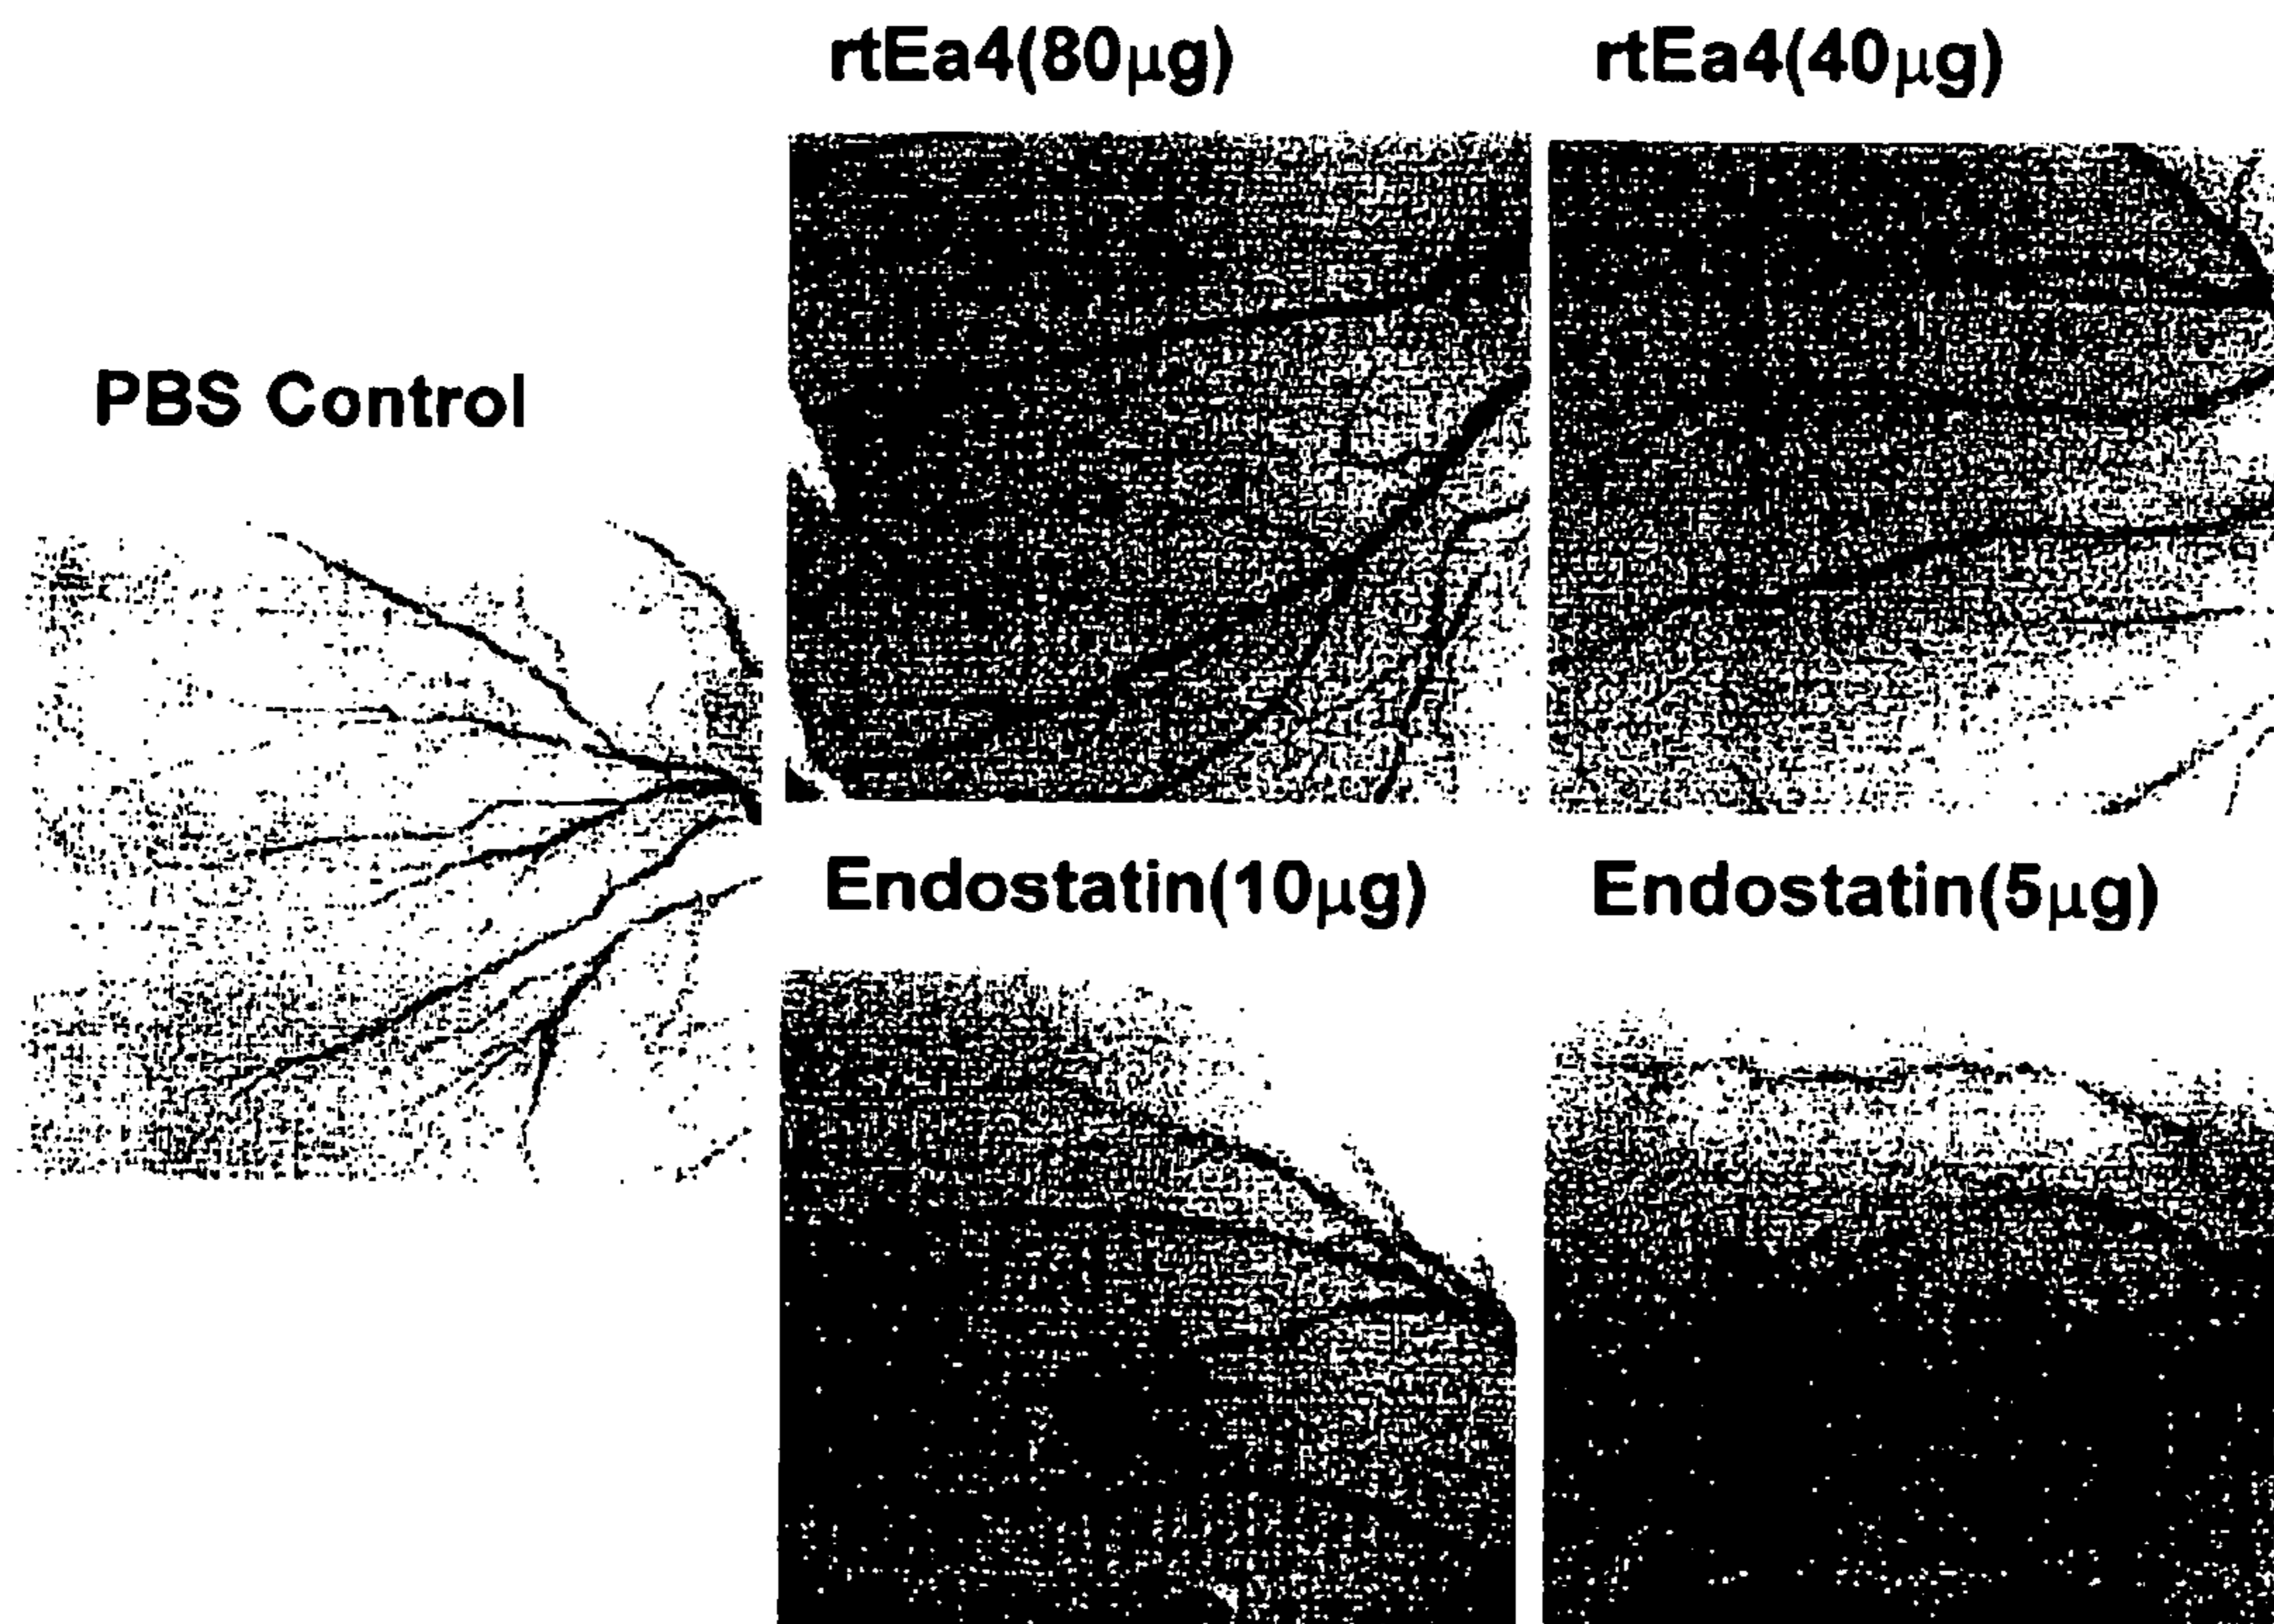 rtEa4(80μg)
rtEa4(40μg)
PBS Control
Endostatin(10μg)
Endostatin(5μg)